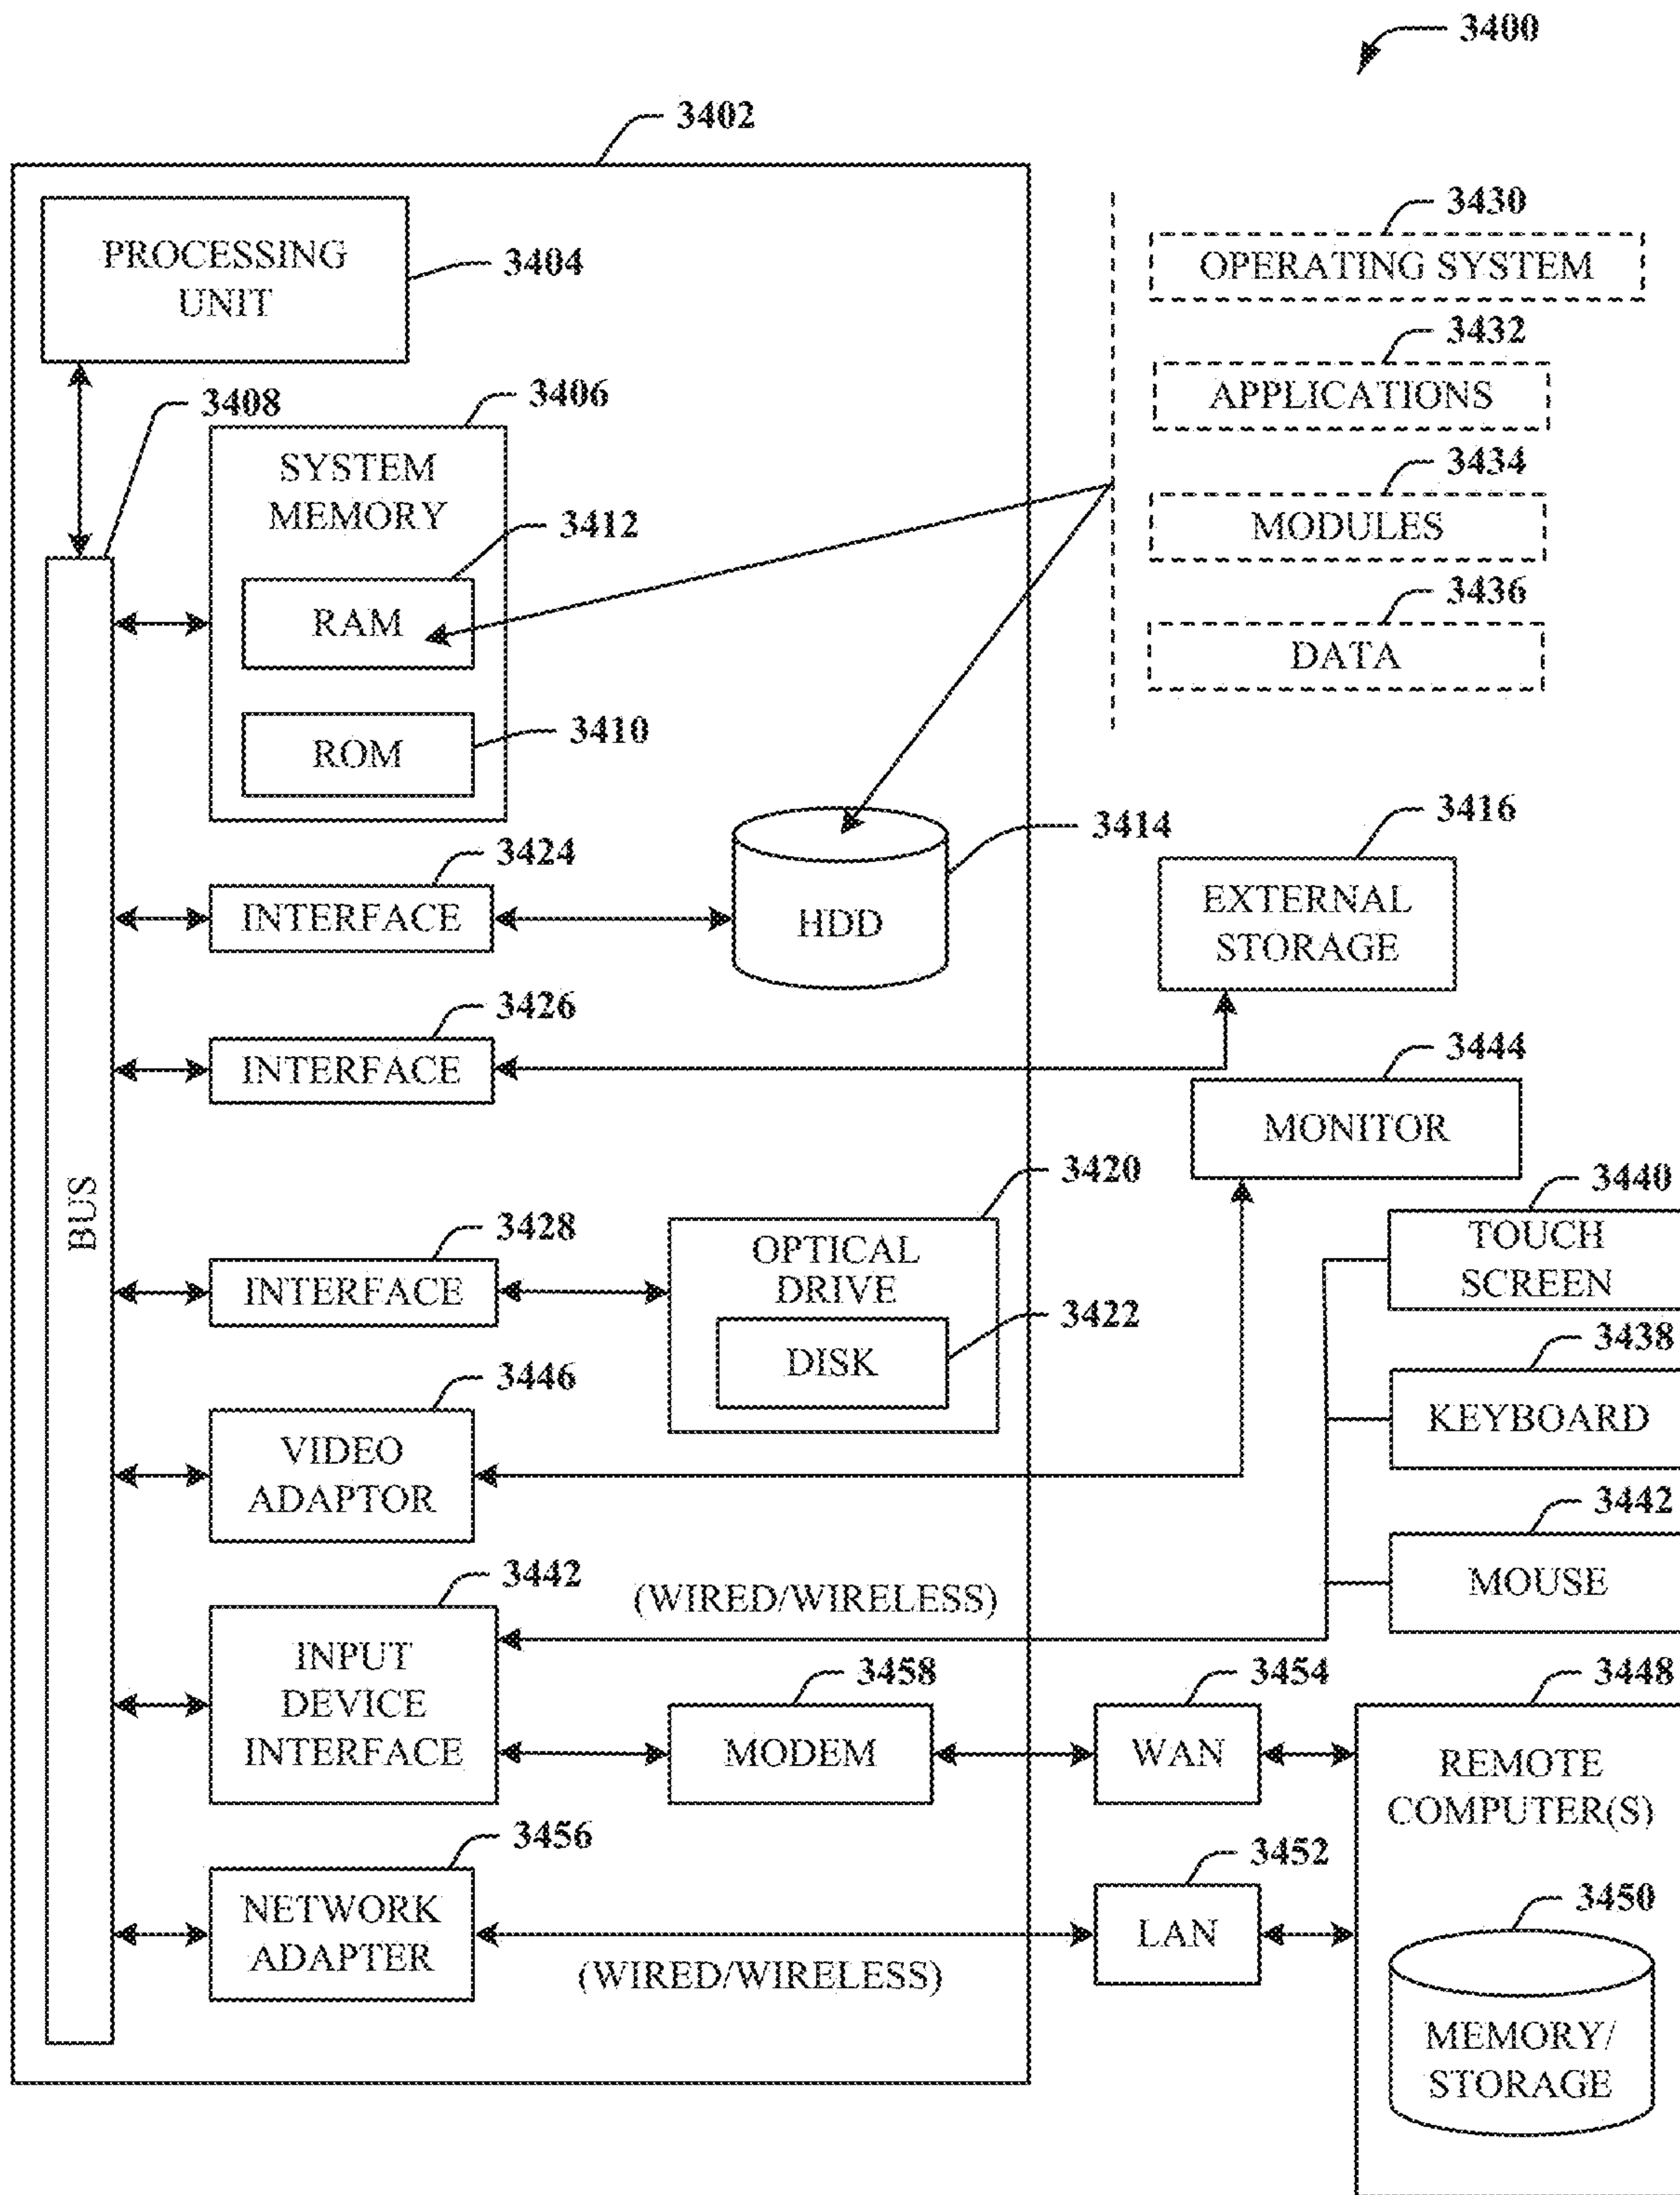 3400
3402
PROCESSING
UNIT
3404
3430
OPERATING SYSTEM
3432
APPLICATIONS
3434
MODULES
3436
DATA
3408
3406
SYSTEM
MEMORY
3412
RAM
3410
ROM
BUS
3424
INTERFACE
3414
HDD
3416
EXTERNAL
STORAGE
3426
INTERFACE
3444
MONITOR
3420
OPTICAL
DRIVE
3422
DISK
3428
INTERFACE
3440
TOUCH
SCREEN
3438
KEYBOARD
3446
VIDEO
ADAPTOR
3442
MOUSE
3442
INPUT
DEVICE
INTERFACE
(WIRED/WIRELESS)
3458
MODEM
3454
WAN
3448
REMOTE
COMPUTER(S)
3456
NETWORK
ADAPTER
(WIRED/WIRELESS)
3452
LAN
3450
MEMORY/
STORAGE